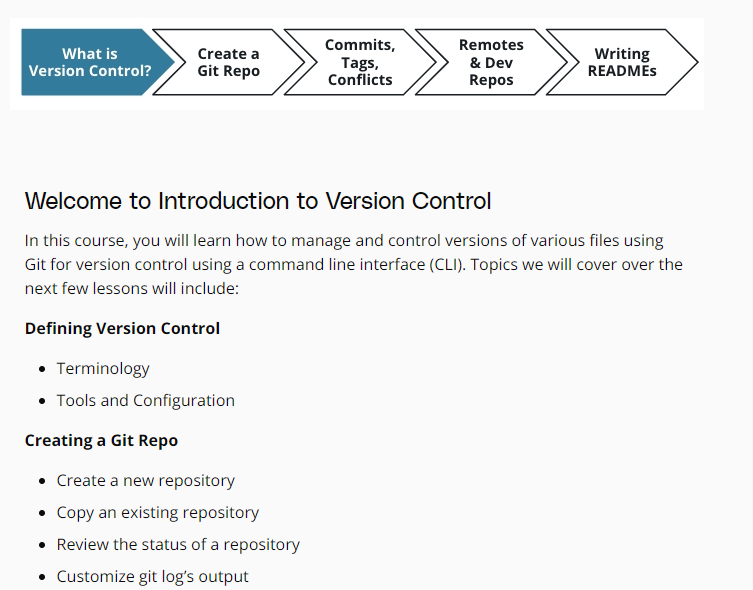 What is
Version Control?
Create a
Git Repo
Commits,
Tags,
Conflicts
Remotes
& Dev
Repos
Writing
READMEs
Welcome to Introduction to Version Control
In this course, you will learn how to manage and control versions of various files using
Git for version control using a command line interface (CLI). Topics we will cover over the
next few lessons will include:
Defining Version Control
• Terminology
• Tools and Configuration
Creating a Git Repo
• Create a new repository
• Copy an existing repository
• Review the status of a repository
• Customize git log’s output